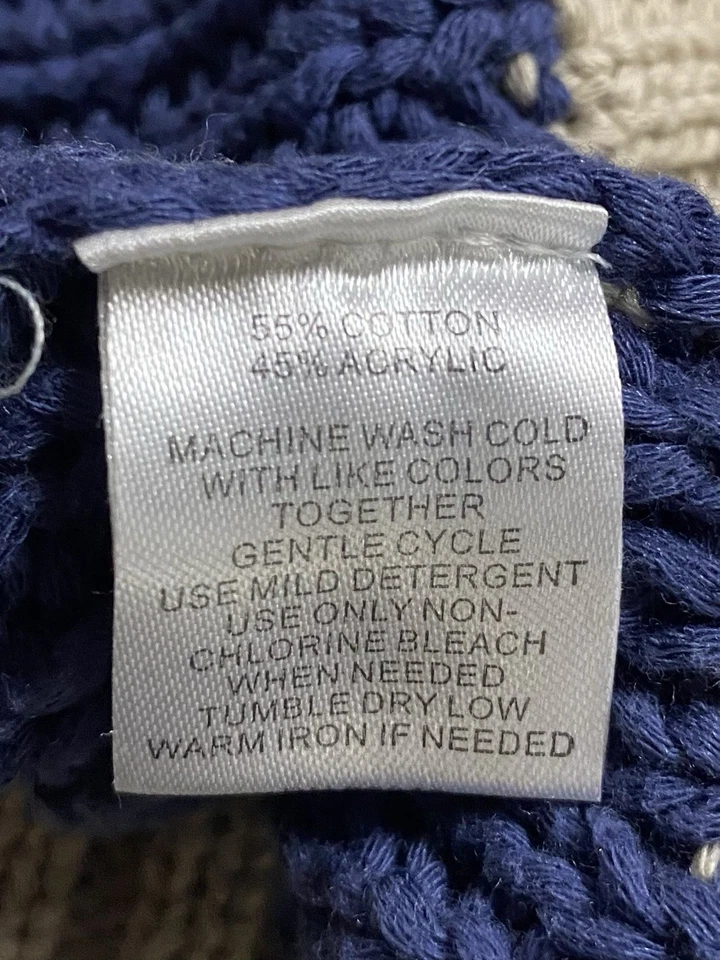 55% COTTON
45% ACRYLIC
MACHINE WASH COLD
WITH LIKE COLORS
TOGETHER
GENTLE CYCLE
USE MILD DETERGENT
USE ONLY NON-
CHLORINE BLEACH
WHEN NEEDED
TUMBLE DRY LOW
WARM IRON IF NEEDED